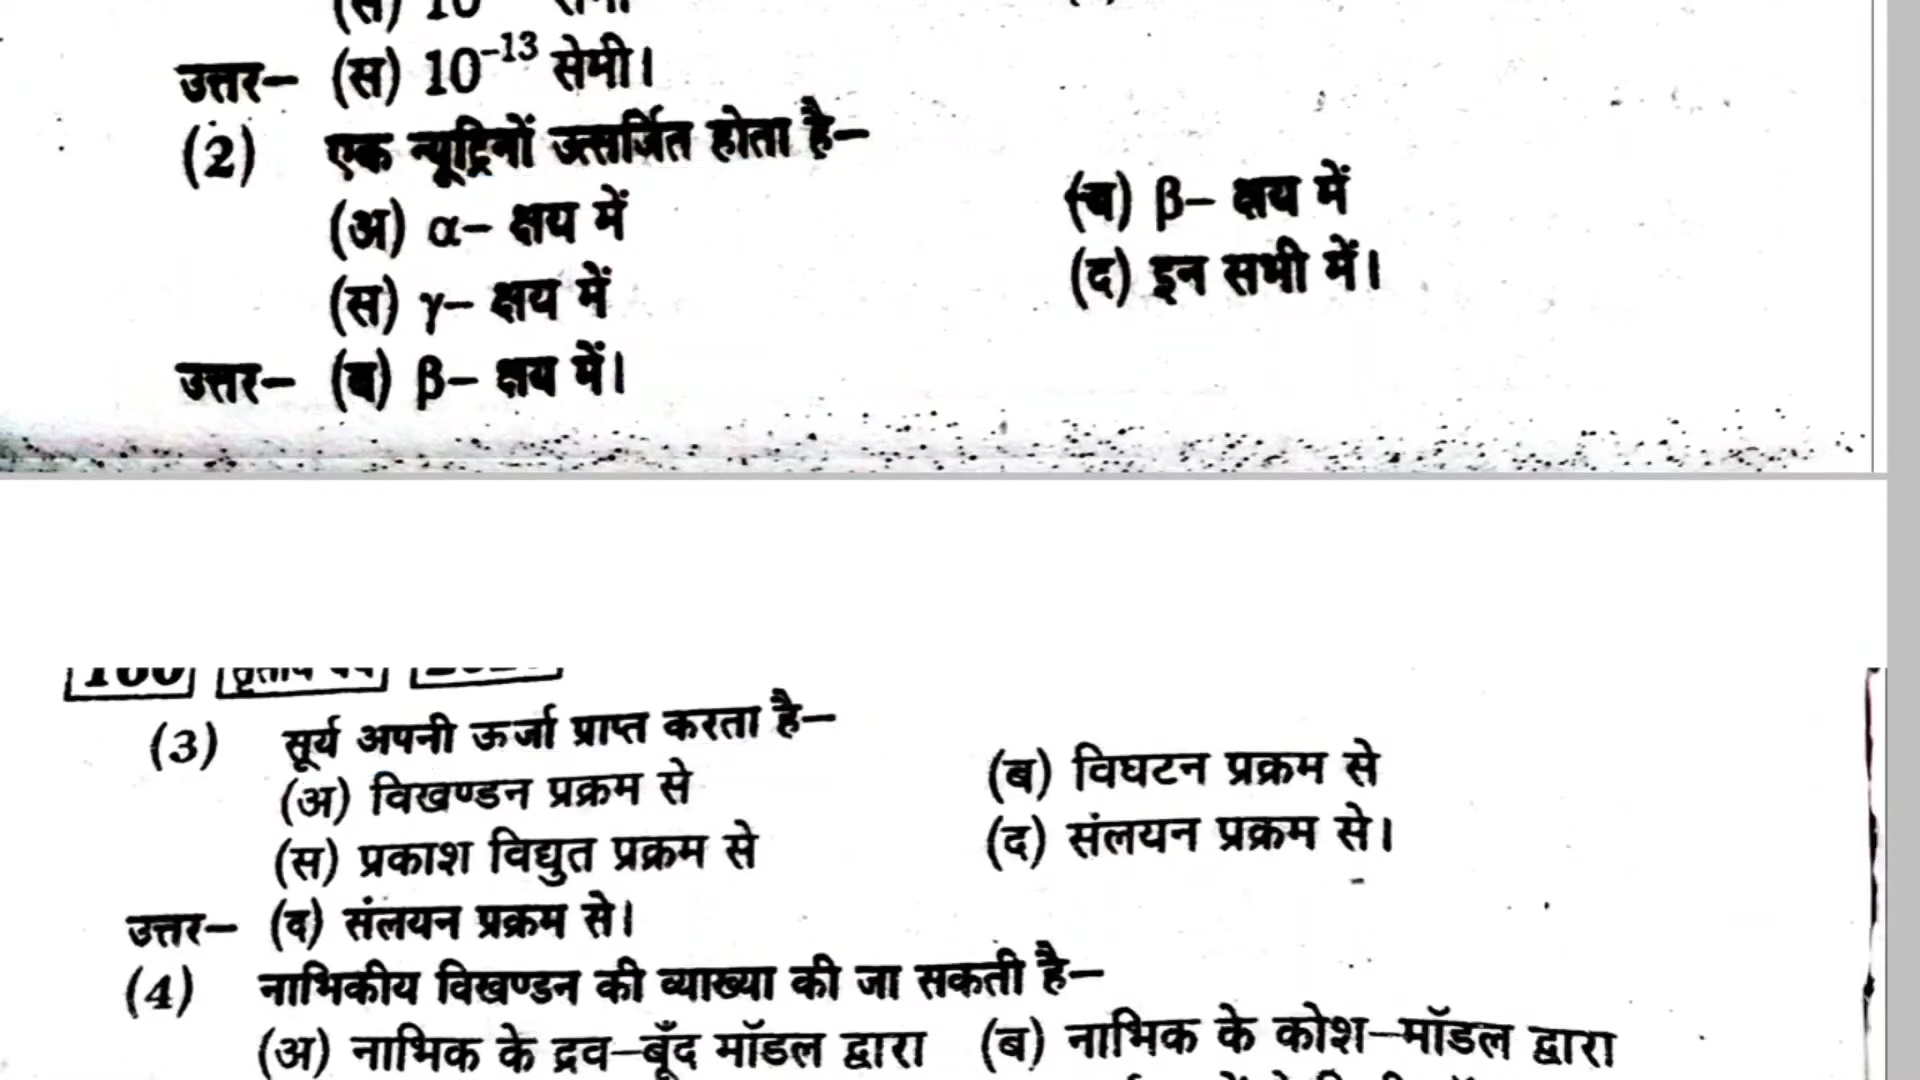 उत्तर– (स) 10⁻¹³ सेमी।
(2) एक न्यूट्रिनों उत्सर्जित होता है–
(अ) α– क्षय में (ब) β– क्षय में
(स) γ– क्षय में (द) इन सभी में।
उत्तर– (ब) β– क्षय में।
(3) सूर्य अपनी ऊर्जा प्राप्त करता है–
(अ) विखण्डन प्रक्रम से (ब) विघटन प्रक्रम से
(स) प्रकाश विद्युत प्रक्रम से (द) संलयन प्रक्रम से।
उत्तर– (द) संलयन प्रक्रम से।
(4) नाभिकीय विखण्डन की व्याख्या की जा सकती है–
(अ) नाभिक के द्रव–बूँद मॉडल द्वारा (ब) नाभिक के कोश–मॉडल द्वारा